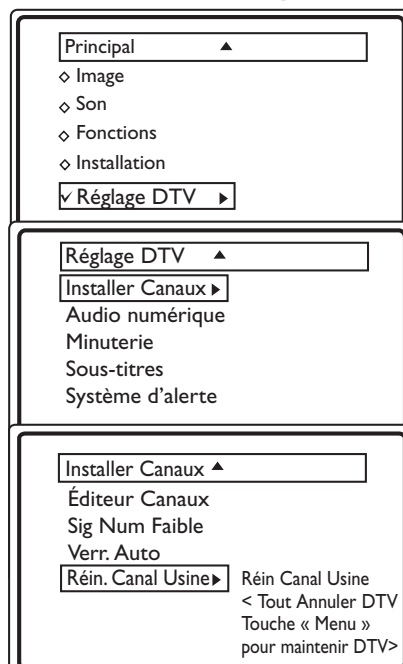 Principal ▲
◇ Image
◇ Son
◇ Fonctions
◇ Installation
✓ Réglage DTV ▶
Réglage DTV ▲
Installer Canaux ▶
Audio numérique
Minuterie
Sous-titres
Système d'alerte
Installer Canaux ▲
Éditeur Canaux
Sig Num Faible
Verr. Auto
Réin. Canal Usine ▶
Réin Canal Usine
< Tout Annuler DTV
Touche « Menu »
pour maintenir DTV>